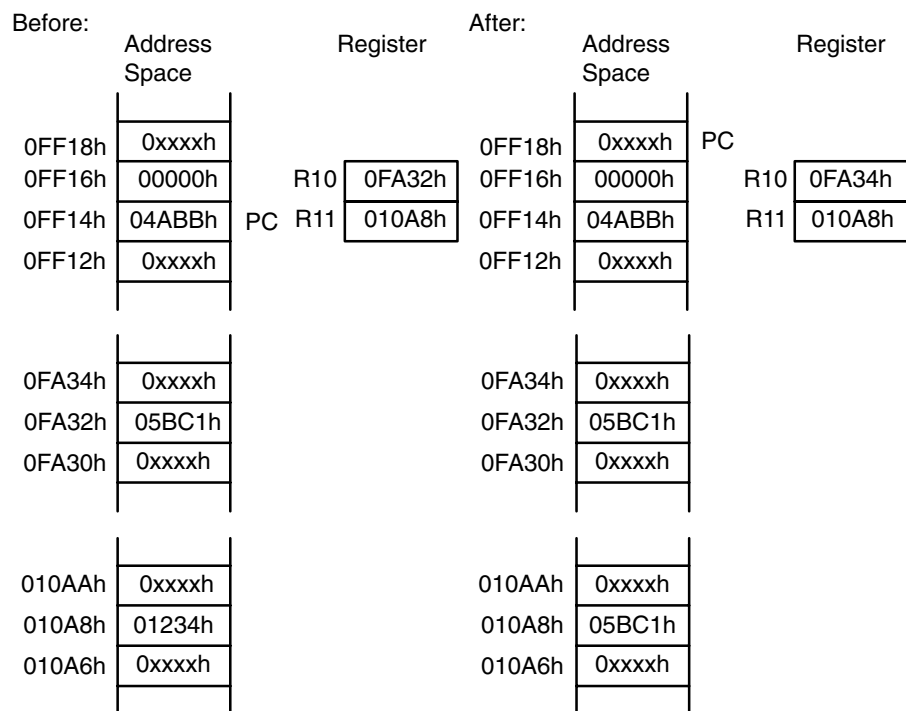 Before: After:
Address Register Address Register
Space Space
0FF18h 0xxxxh 0FF18h 0xxxxh PC
0FF16h 00000h R10 0FA32h 0FF16h 00000h R10 0FA34h
0FF14h 04ABBh PC R11 010A8h 0FF14h 04ABBh R11 010A8h
0FF12h 0xxxxh 0FF12h 0xxxxh
0FA34h 0xxxxh 0FA34h 0xxxxh
0FA32h 05BC1h 0FA32h 05BC1h
0FA30h 0xxxxh 0FA30h 0xxxxh
010AAh 0xxxxh 010AAh 0xxxxh
010A8h 01234h 010A8h 05BC1h
010A6h 0xxxxh 010A6h 0xxxxh